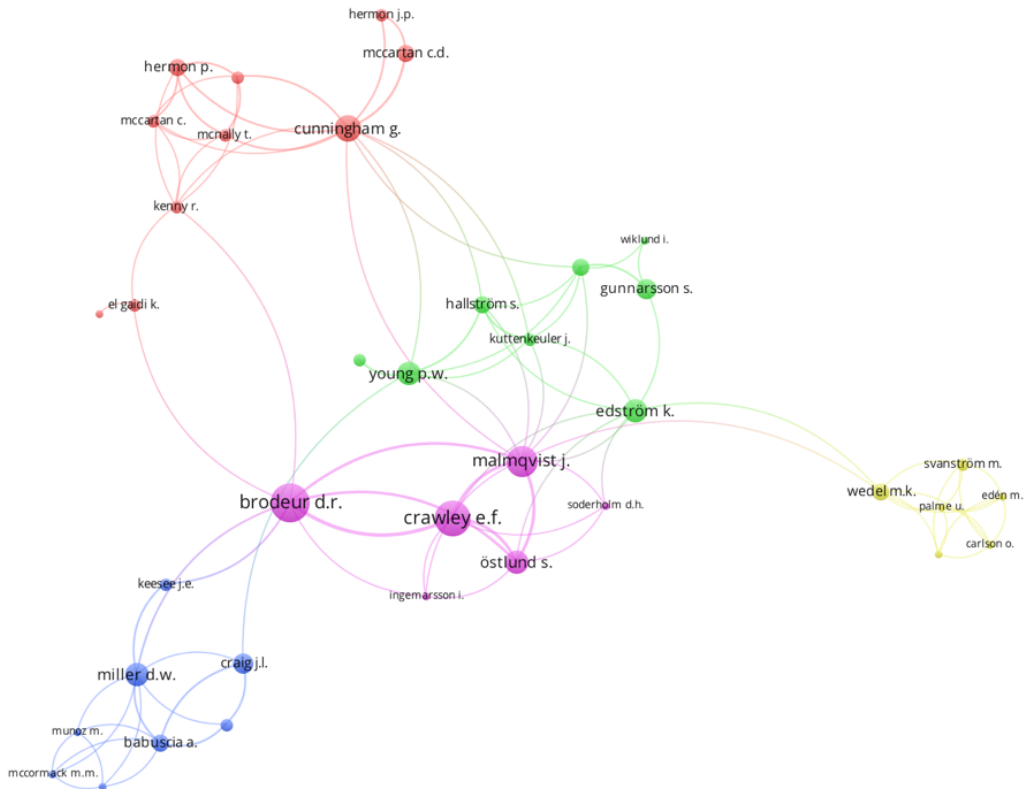 hermon j.p.
mccartan c.d.
hermon p.
mccartan c.
mcnally t.
cunningham g.
kenny r.
wiklund i.
gunnarsson s.
el gaidi k.
hallström s.
kuttenkeuler j.
young p.w.
edström k.
malmqvist j.
svanström m.
wedel m.k.
edén m.
palme u.
brodeur d.r.
crawley e.f.
soderholm d.h.
carlson o.
östlund s.
keesee j.e.
ingemarsson i.
craig j.l.
miller d.w.
munoz m.
babuscia a.
mccormack m.m.